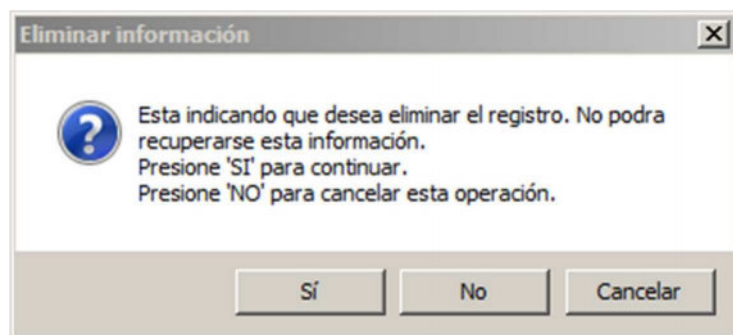 Eliminar información
Esta indicando que desea eliminar el registro. No podra
recuperarse esta información.
Presione 'SI' para continuar.
Presione 'NO' para cancelar esta operación.
Sí
No
Cancelar